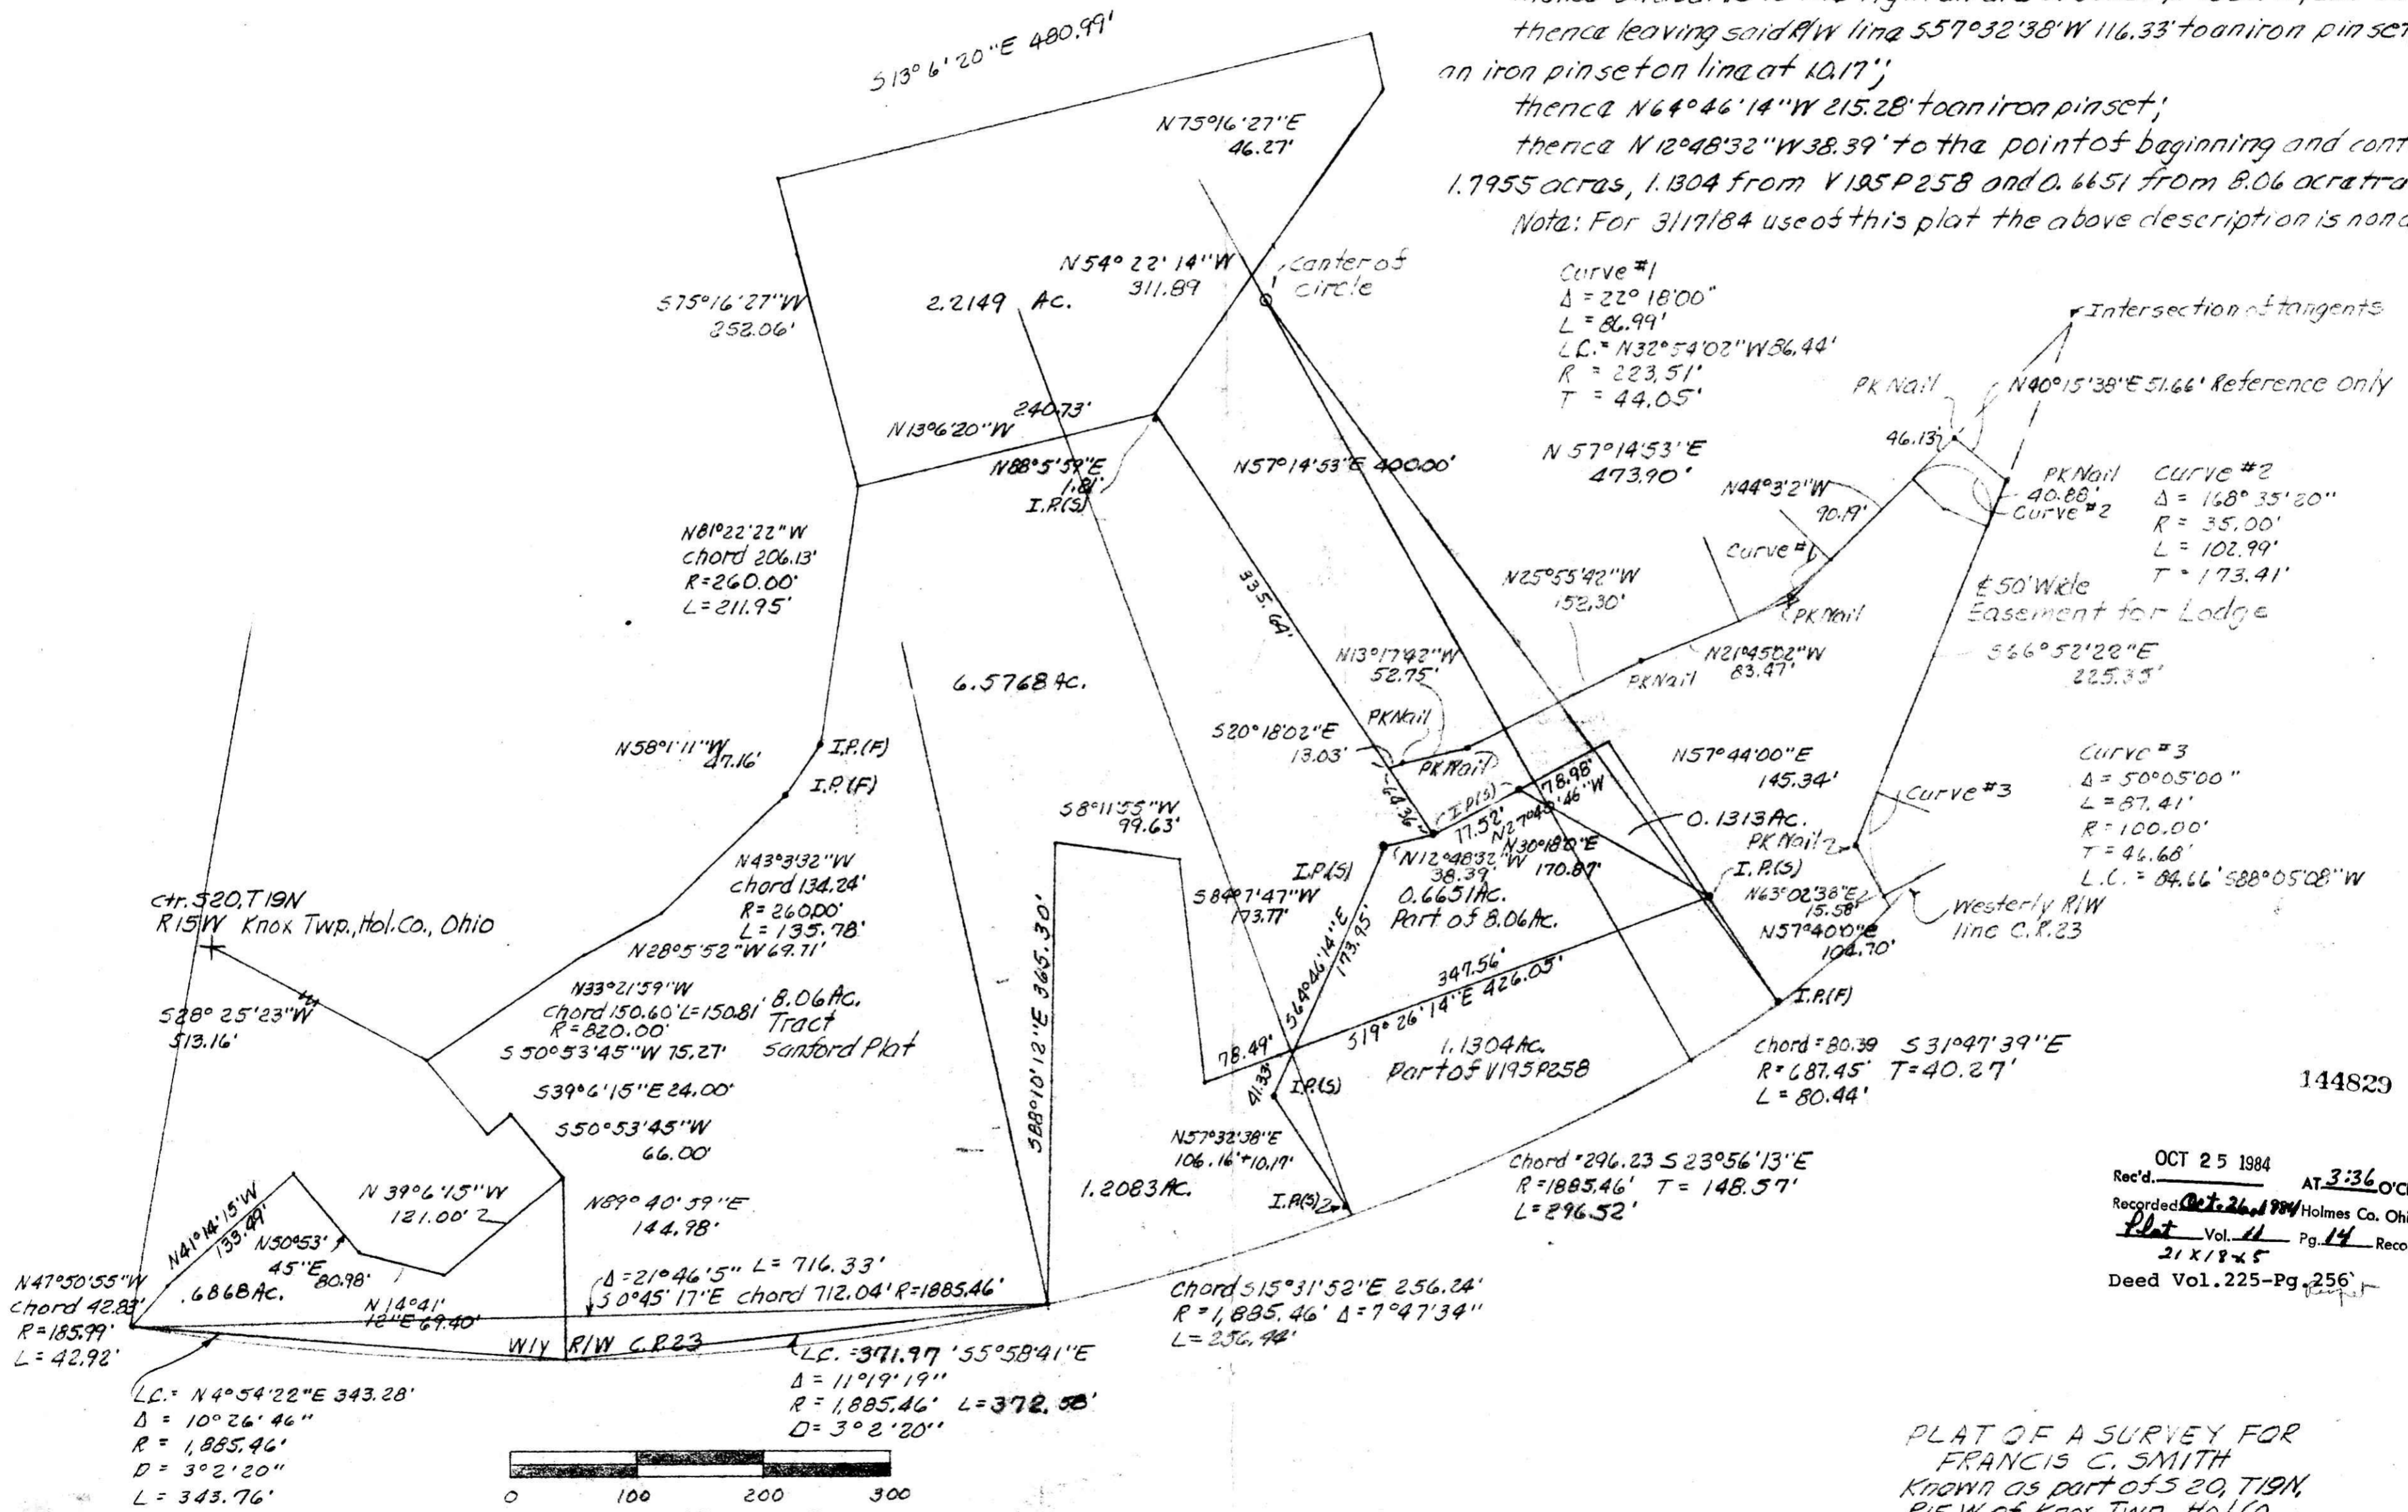 thence leaving said R/W line S57°32'38"W 116.33' to an iron pin set
an iron pin set on line at 10.17';
thence N64°46'14"W 215.28' to an iron pin set;
thence N12°48'32"W 38.39' to the point of beginning and cont
1.7955 acres, 1.1304 from V195P258 and 0.6651 from 8.06 acre tra
Note: For 3/17/84 use of this plat the above description is non
S13°6'20"E 480.99'
N75°16'27"E
46.27'
N54°22'14"W
311.89
center of
circle
S75°16'27"W
252.06'
2.2149 AC.
Curve #1
Δ = 22°18'00"
L = 86.99'
L.C. = N32°54'02"W 86.44'
R = 223.51'
T = 44.05'
Intersection of tangents
PK Nail
N40°15'38"E 51.66' Reference only
46.13'
240.73'
N13°6'20"W
N88°5'59"E
1.81'
I.P.(S)
N57°14'53"E 400.00'
N57°14'53"E
473.90'
N44°3'2"W
90.19'
PK Nail
40.88'
Curve #2
Curve #2
Δ = 168°35'20"
R = 35.00'
L = 102.99'
T = 173.41'
N81°22'22"W
chord 206.13'
R=260.00'
L=211.95'
335.64'
Curve #1
N25°55'42"W
152.30'
PK Nail
₵ 50' Wide
Easement for Lodge
N13°17'42"W
52.75'
N21°45'02"W
83.47'
PK Nail
S66°52'22"E
225.35'
6.5768 AC.
N58°1'11"W
47.16'
I.P.(F)
I.P.(F)
S20°18'02"E
13.03'
PK Nail
PK Nail
64.36'
I.P.(S)
78.98'
N27°48'46"W
77.52'
N57°44'00"E
145.34'
0.1313 AC.
PK Nail
Curve #3
Curve #3
Δ = 50°05'00"
L = 87.41'
R = 100.00'
T = 46.68'
L.C. = 84.66' S88°05'08"W
S8°11'55"W
99.63'
N43°3'32"W
chord 134.24'
R=260.00'
L=135.78'
I.P.(S)
N12°48'32"W
38.39'
N30°18'0"E
170.87'
I.P.(S)
0.6651 AC.
Part of 8.06 Ac.
N63°02'38"E
15.58'
N57°40'0"E
104.70'
Westerly R/W
line C.R.23
S84°7'47"W
173.77'
ctr. S20, T19N
R15W Knox Twp., Hol. Co., Ohio
N28°5'52"W 69.71'
S88°10'12"E 365.30'
S64°46'14"E
173.95'
347.56'
S19°26'14"E 426.05'
I.P.(F)
S28°25'23"W
513.16'
N33°21'59"W
chord 150.60' L=150.81'
R=820.00'
8.06 Ac.
Tract
Sanford Plat
S50°53'45"W 75.27'
78.49'
1.1304 Ac.
Part of V195P258
chord = 80.39 S31°47'39"E
R=687.45' T=40.27'
L = 80.44'
144829
S39°6'15"E 24.00'
41.33'
I.P.(S)
S50°53'45"W
66.00'
N57°32'38"E
106.16'+10.17'
I.P.(S)
1.2083 AC.
Chord = 296.23 S23°56'13"E
R=1885.46' T=148.57'
L=296.52'
OCT 25 1984
Rec'd. AT 3:36 O'Cl
Recorded Oct. 26, 1984 Holmes Co. Ohi
Plat Vol. 11 Pg. 14 Reco
21 X 18 x 5
Deed Vol.225-Pg.256
N41°14'15"W
133.49'
N39°6'15"W
121.00'
N89°40'59"E
144.98'
N50°53'
45"E
80.98'
N47°50'55"W
chord 42.83'
R=185.99'
L=42.92'
.6868 AC.
N14°41'
12"E 69.40'
Δ=21°46'5" L=716.33'
S0°45'17"E chord 712.04' R=1885.46
W/Y R/W C.R.23
Chord S15°31'52"E 256.24'
R=1,885.46' Δ=7°47'34"
L=256.44'
L.C. = N4°54'22"E 343.28'
Δ = 10°26'46"
R = 1,885.46'
D = 3°2'20"
L = 343.76'
L.C. = 371.97' S5°58'41"E
Δ = 11°19'19"
R = 1,885.46' L=372.58'
D= 3°2'20"
0 100 200 300
PLAT OF A SURVEY FOR
FRANCIS C. SMITH
Known as part of S 20, T19N,
R15W of Knox Twp., Hol. Co.